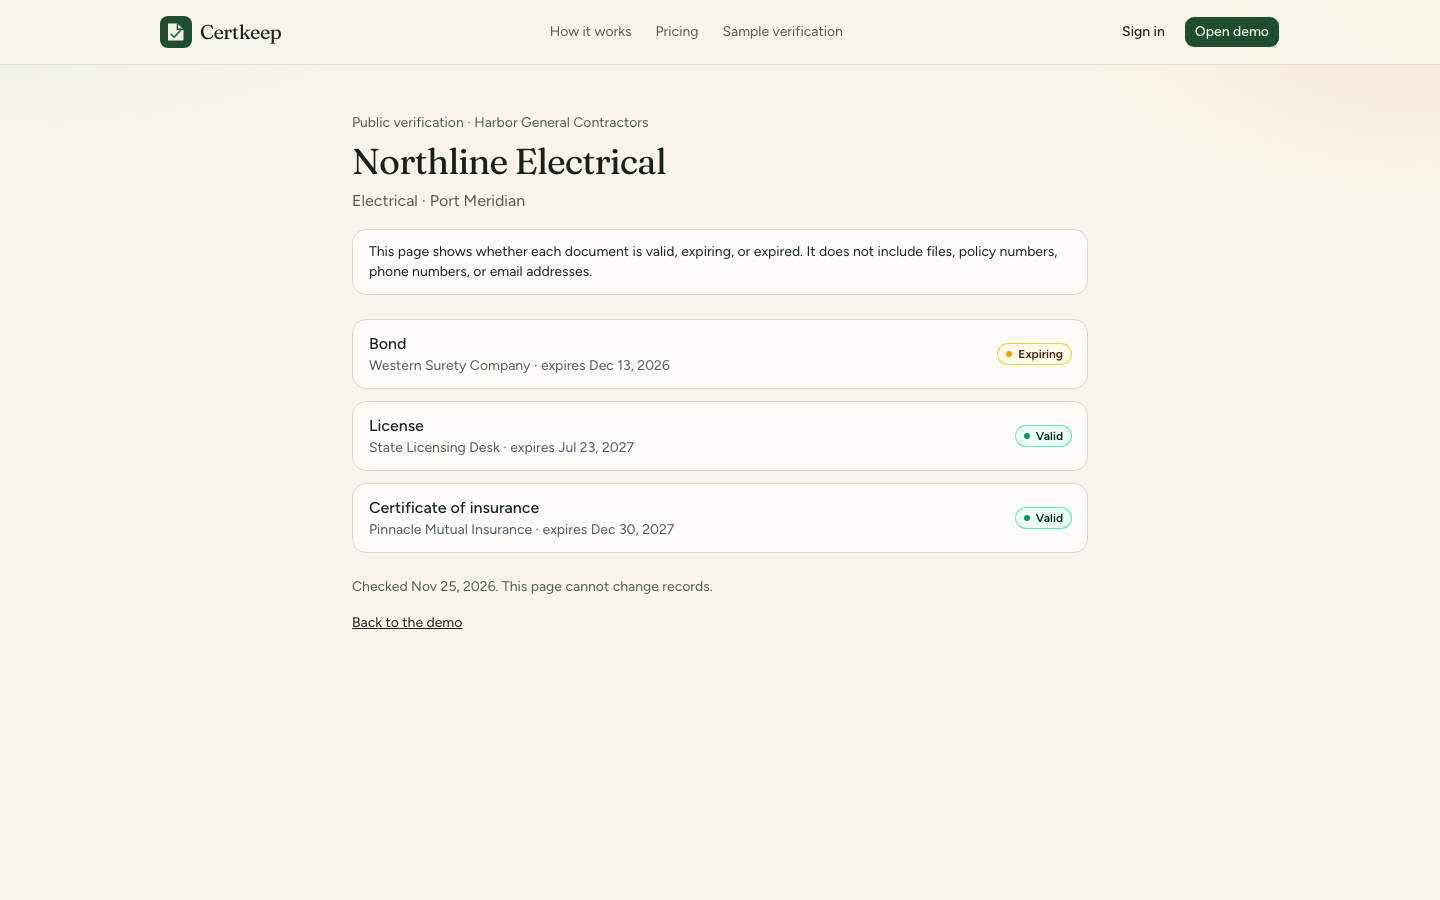 Certkeep
How it works
Pricing
Sample verification
Sign in
Open demo
Public verification · Harbor General Contractors
Northline Electrical
Electrical · Port Meridian
This page shows whether each document is valid, expiring, or expired. It does not include files, policy numbers,
phone numbers, or email addresses.
Bond
Western Surety Company · expires Dec 13, 2026
Expiring
License
State Licensing Desk · expires Jul 23, 2027
Valid
Certificate of insurance
Pinnacle Mutual Insurance · expires Dec 30, 2027
Valid
Checked Nov 25, 2026. This page cannot change records.
Back to the demo